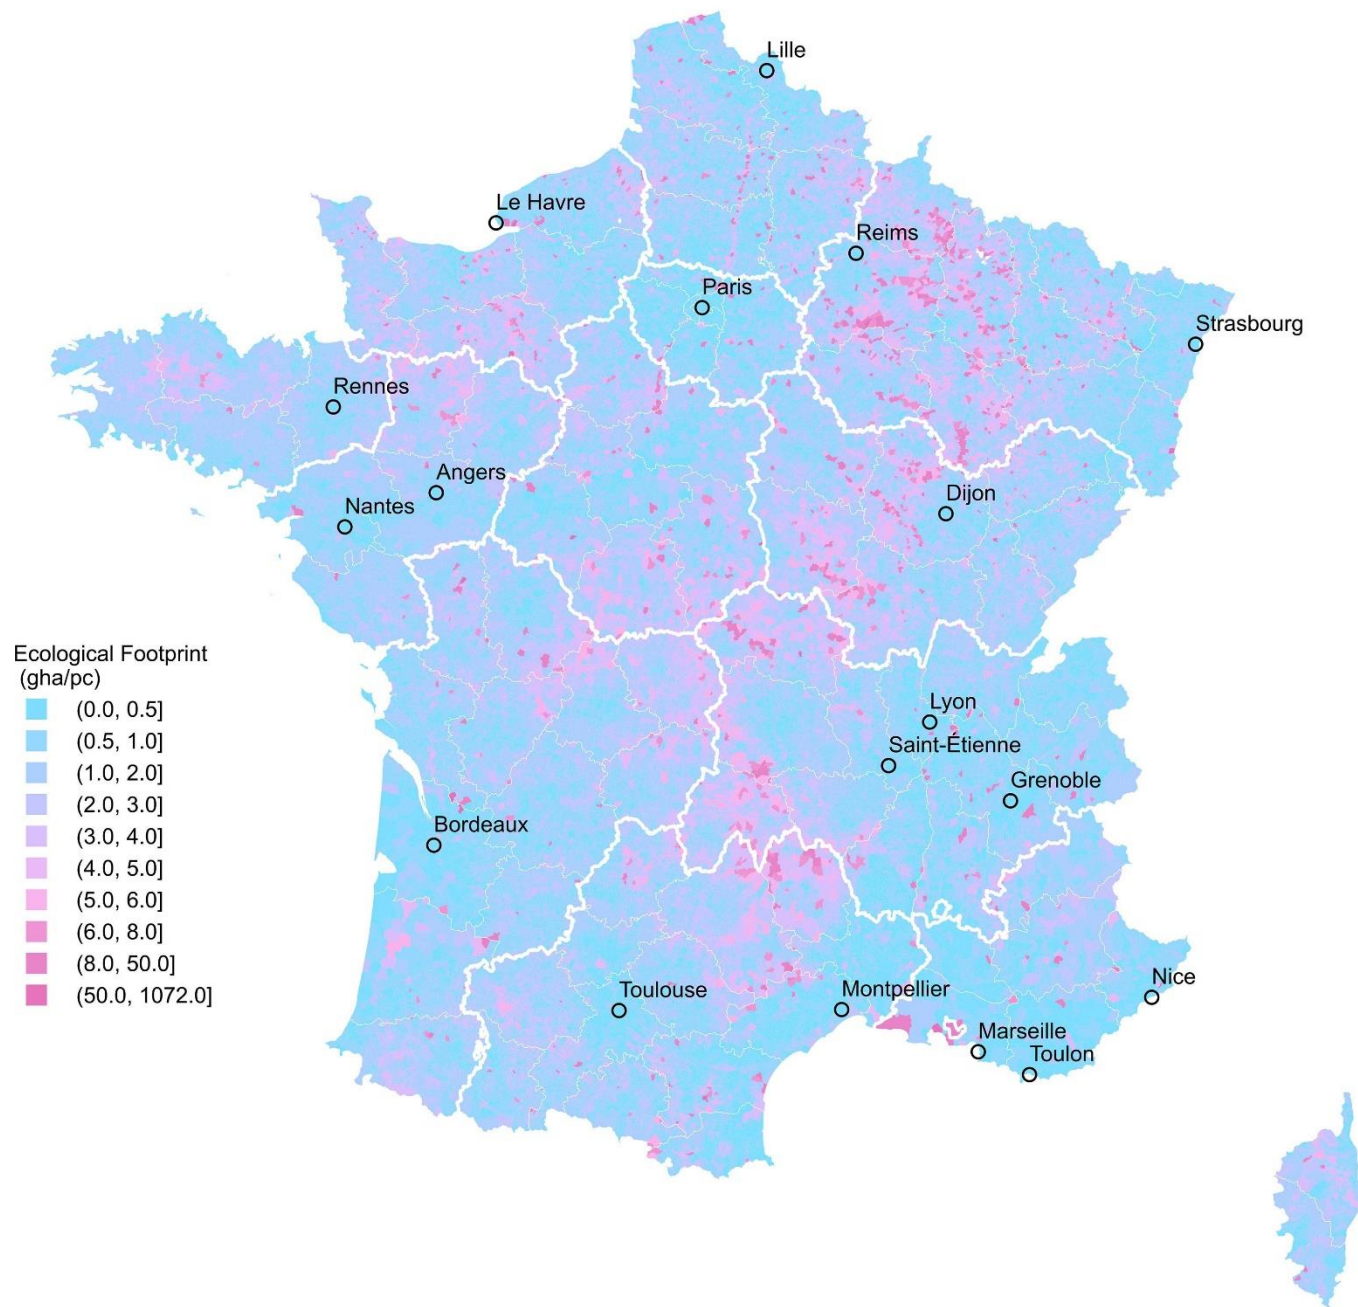 Lille
Le Havre
Reims
Paris
Strasbourg
Rennes
Angers
Nantes
Dijon
Ecological Footprint
(gha/pc)
(0.0, 0.5]
(0.5, 1.0]
(1.0, 2.0]
(2.0, 3.0]
(3.0, 4.0]
(4.0, 5.0]
(5.0, 6.0]
(6.0, 8.0]
(8.0, 50.0]
(50.0, 1072.0]
Lyon
Saint-Étienne
Grenoble
Bordeaux
Toulouse
Montpellier
Nice
Marseille
Toulon